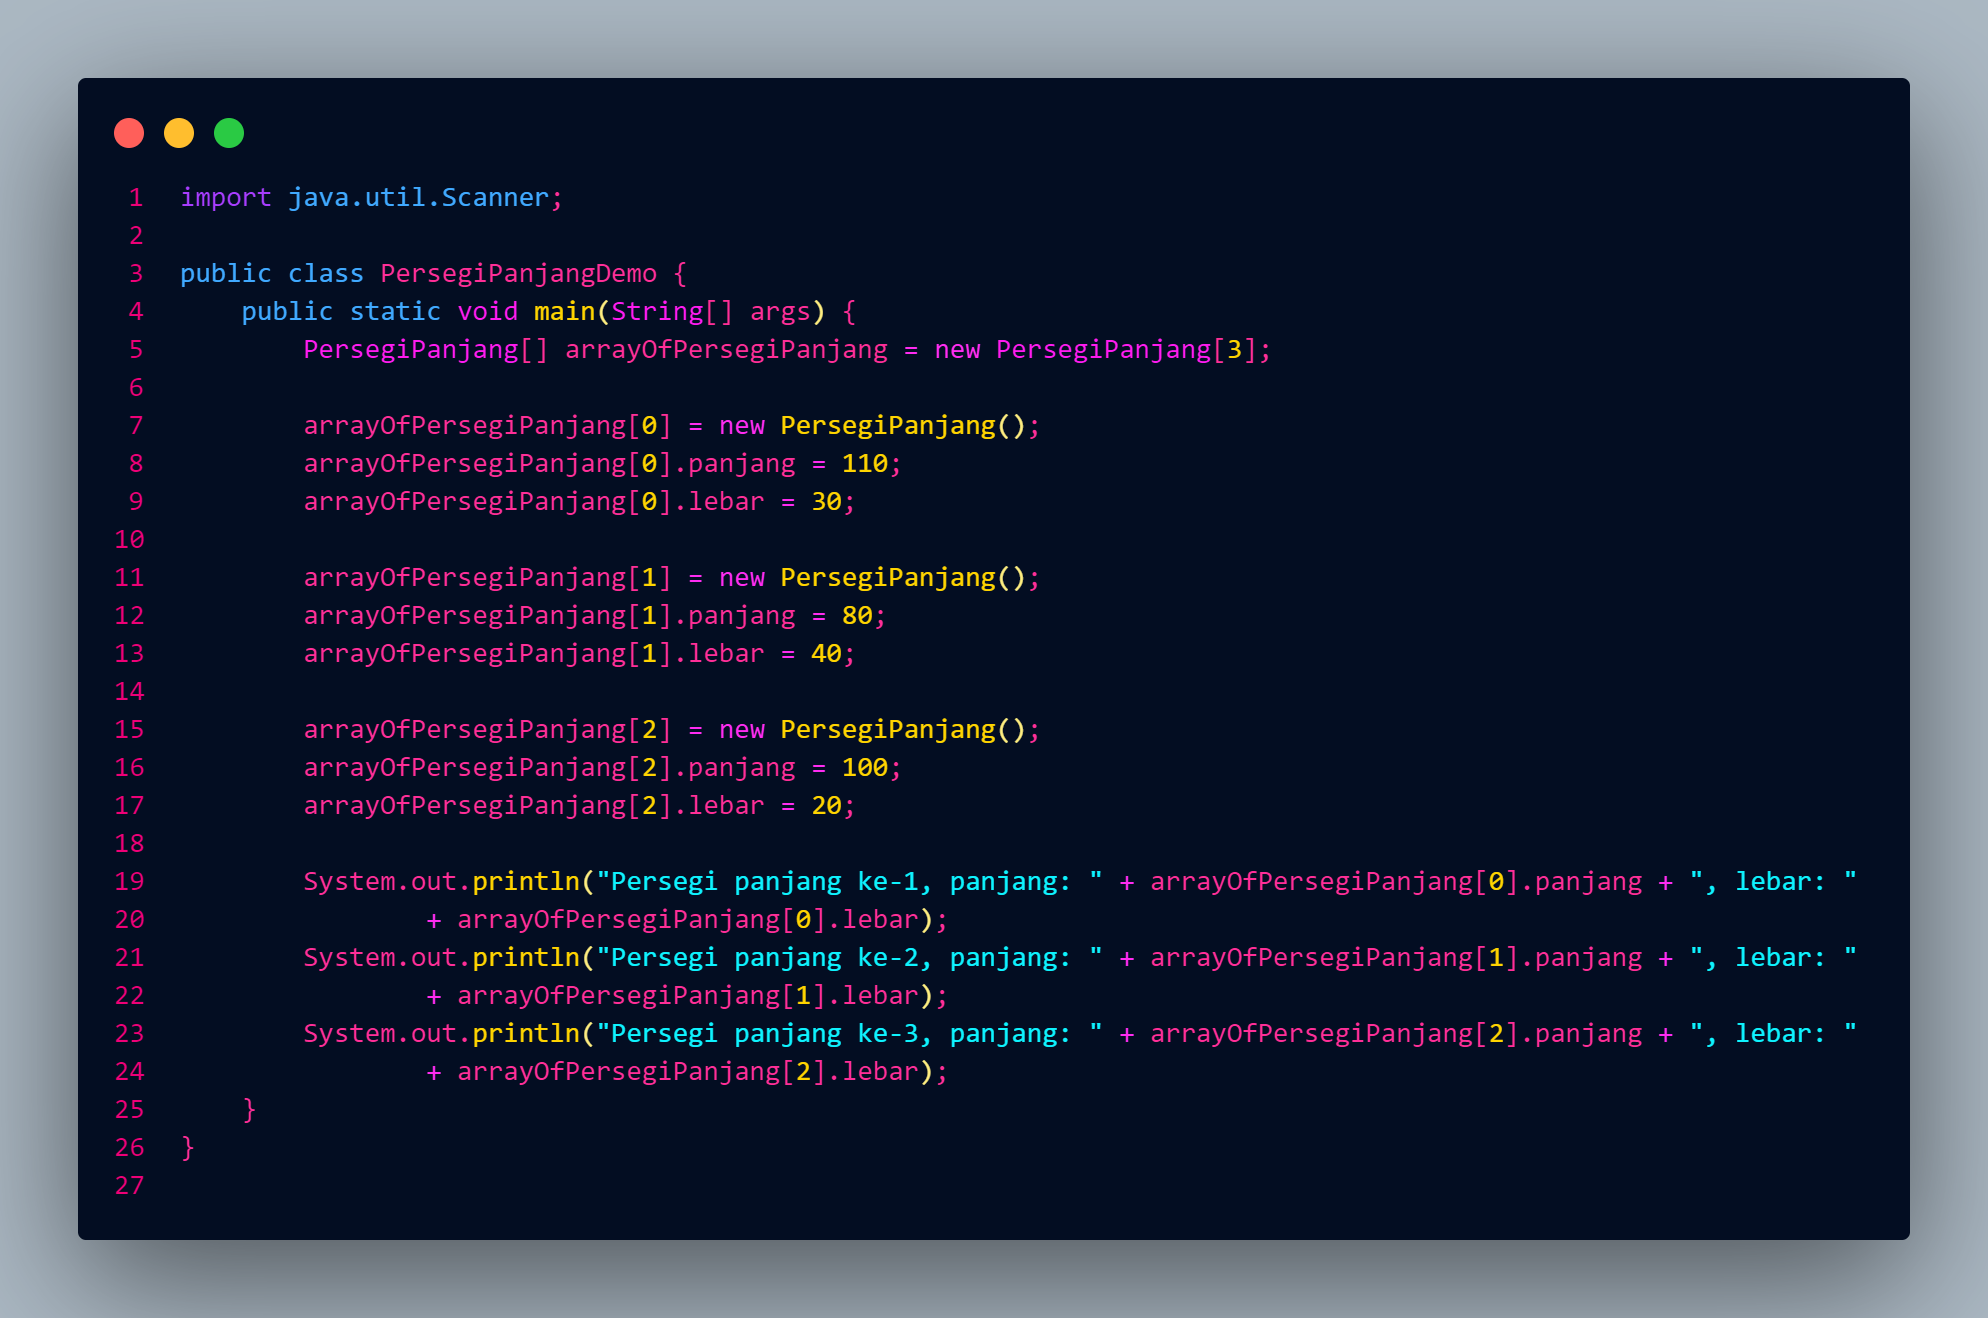 1 import java.util.Scanner;
2
3 public class PersegiPanjangDemo {
4     public static void main(String[] args) {
5         PersegiPanjang[] arrayOfPersegiPanjang = new PersegiPanjang[3];
6
7         arrayOfPersegiPanjang[0] = new PersegiPanjang();
8         arrayOfPersegiPanjang[0].panjang = 110;
9         arrayOfPersegiPanjang[0].lebar = 30;
10
11         arrayOfPersegiPanjang[1] = new PersegiPanjang();
12         arrayOfPersegiPanjang[1].panjang = 80;
13         arrayOfPersegiPanjang[1].lebar = 40;
14
15         arrayOfPersegiPanjang[2] = new PersegiPanjang();
16         arrayOfPersegiPanjang[2].panjang = 100;
17         arrayOfPersegiPanjang[2].lebar = 20;
18
19         System.out.println("Persegi panjang ke-1, panjang: " + arrayOfPersegiPanjang[0].panjang + ", lebar: "
20                 + arrayOfPersegiPanjang[0].lebar);
21         System.out.println("Persegi panjang ke-2, panjang: " + arrayOfPersegiPanjang[1].panjang + ", lebar: "
22                 + arrayOfPersegiPanjang[1].lebar);
23         System.out.println("Persegi panjang ke-3, panjang: " + arrayOfPersegiPanjang[2].panjang + ", lebar: "
24                 + arrayOfPersegiPanjang[2].lebar);
25     }
26 }
27